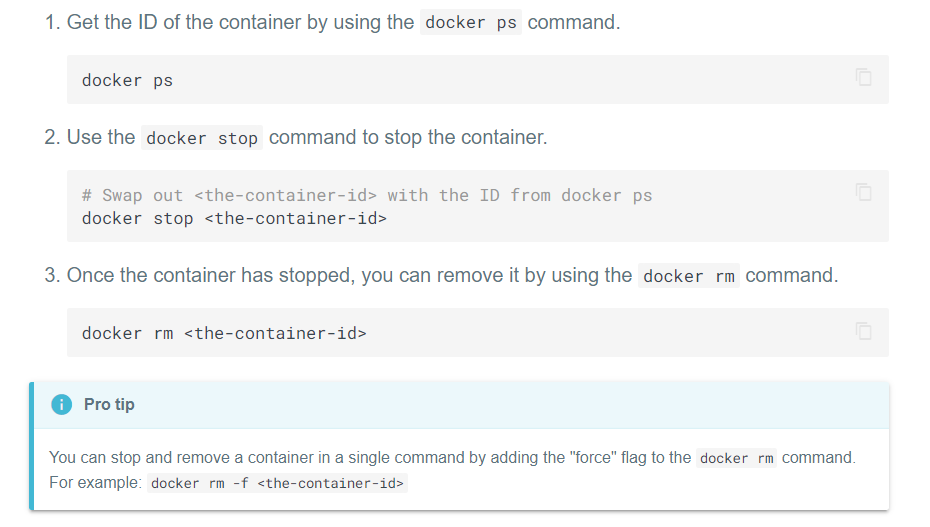 1. Get the ID of the container by using the docker ps command.
docker ps
2. Use the docker stop command to stop the container.
# Swap out <the-container-id> with the ID from docker ps
docker stop <the-container-id>
3. Once the container has stopped, you can remove it by using the docker rm command.
docker rm <the-container-id>
Pro tip
You can stop and remove a container in a single command by adding the "force" flag to the docker rm command.
For example: docker rm -f <the-container-id>